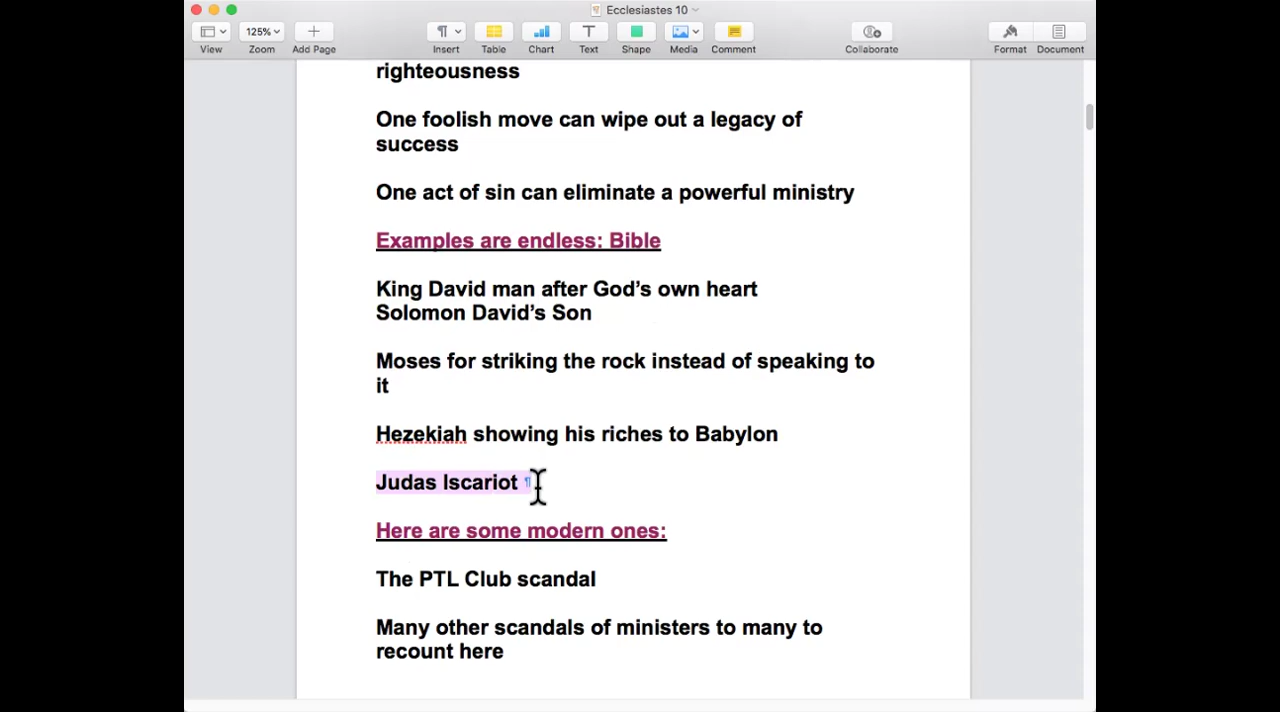 Ecclesiastes 10
125%
View
Zoom
Add Page
Insert
Table
Chart
Text
Shape
Media
Comment
Collaborate
Format
Document
righteousness
One foolish move can wipe out a legacy of
success
One act of sin can eliminate a powerful ministry
Examples are endless: Bible
King David man after God’s own heart
Solomon David’s Son
Moses for striking the rock instead of speaking to
it
Hezekiah showing his riches to Babylon
Judas Iscariot ¶
Here are some modern ones:
The PTL Club scandal
Many other scandals of ministers to many to
recount here